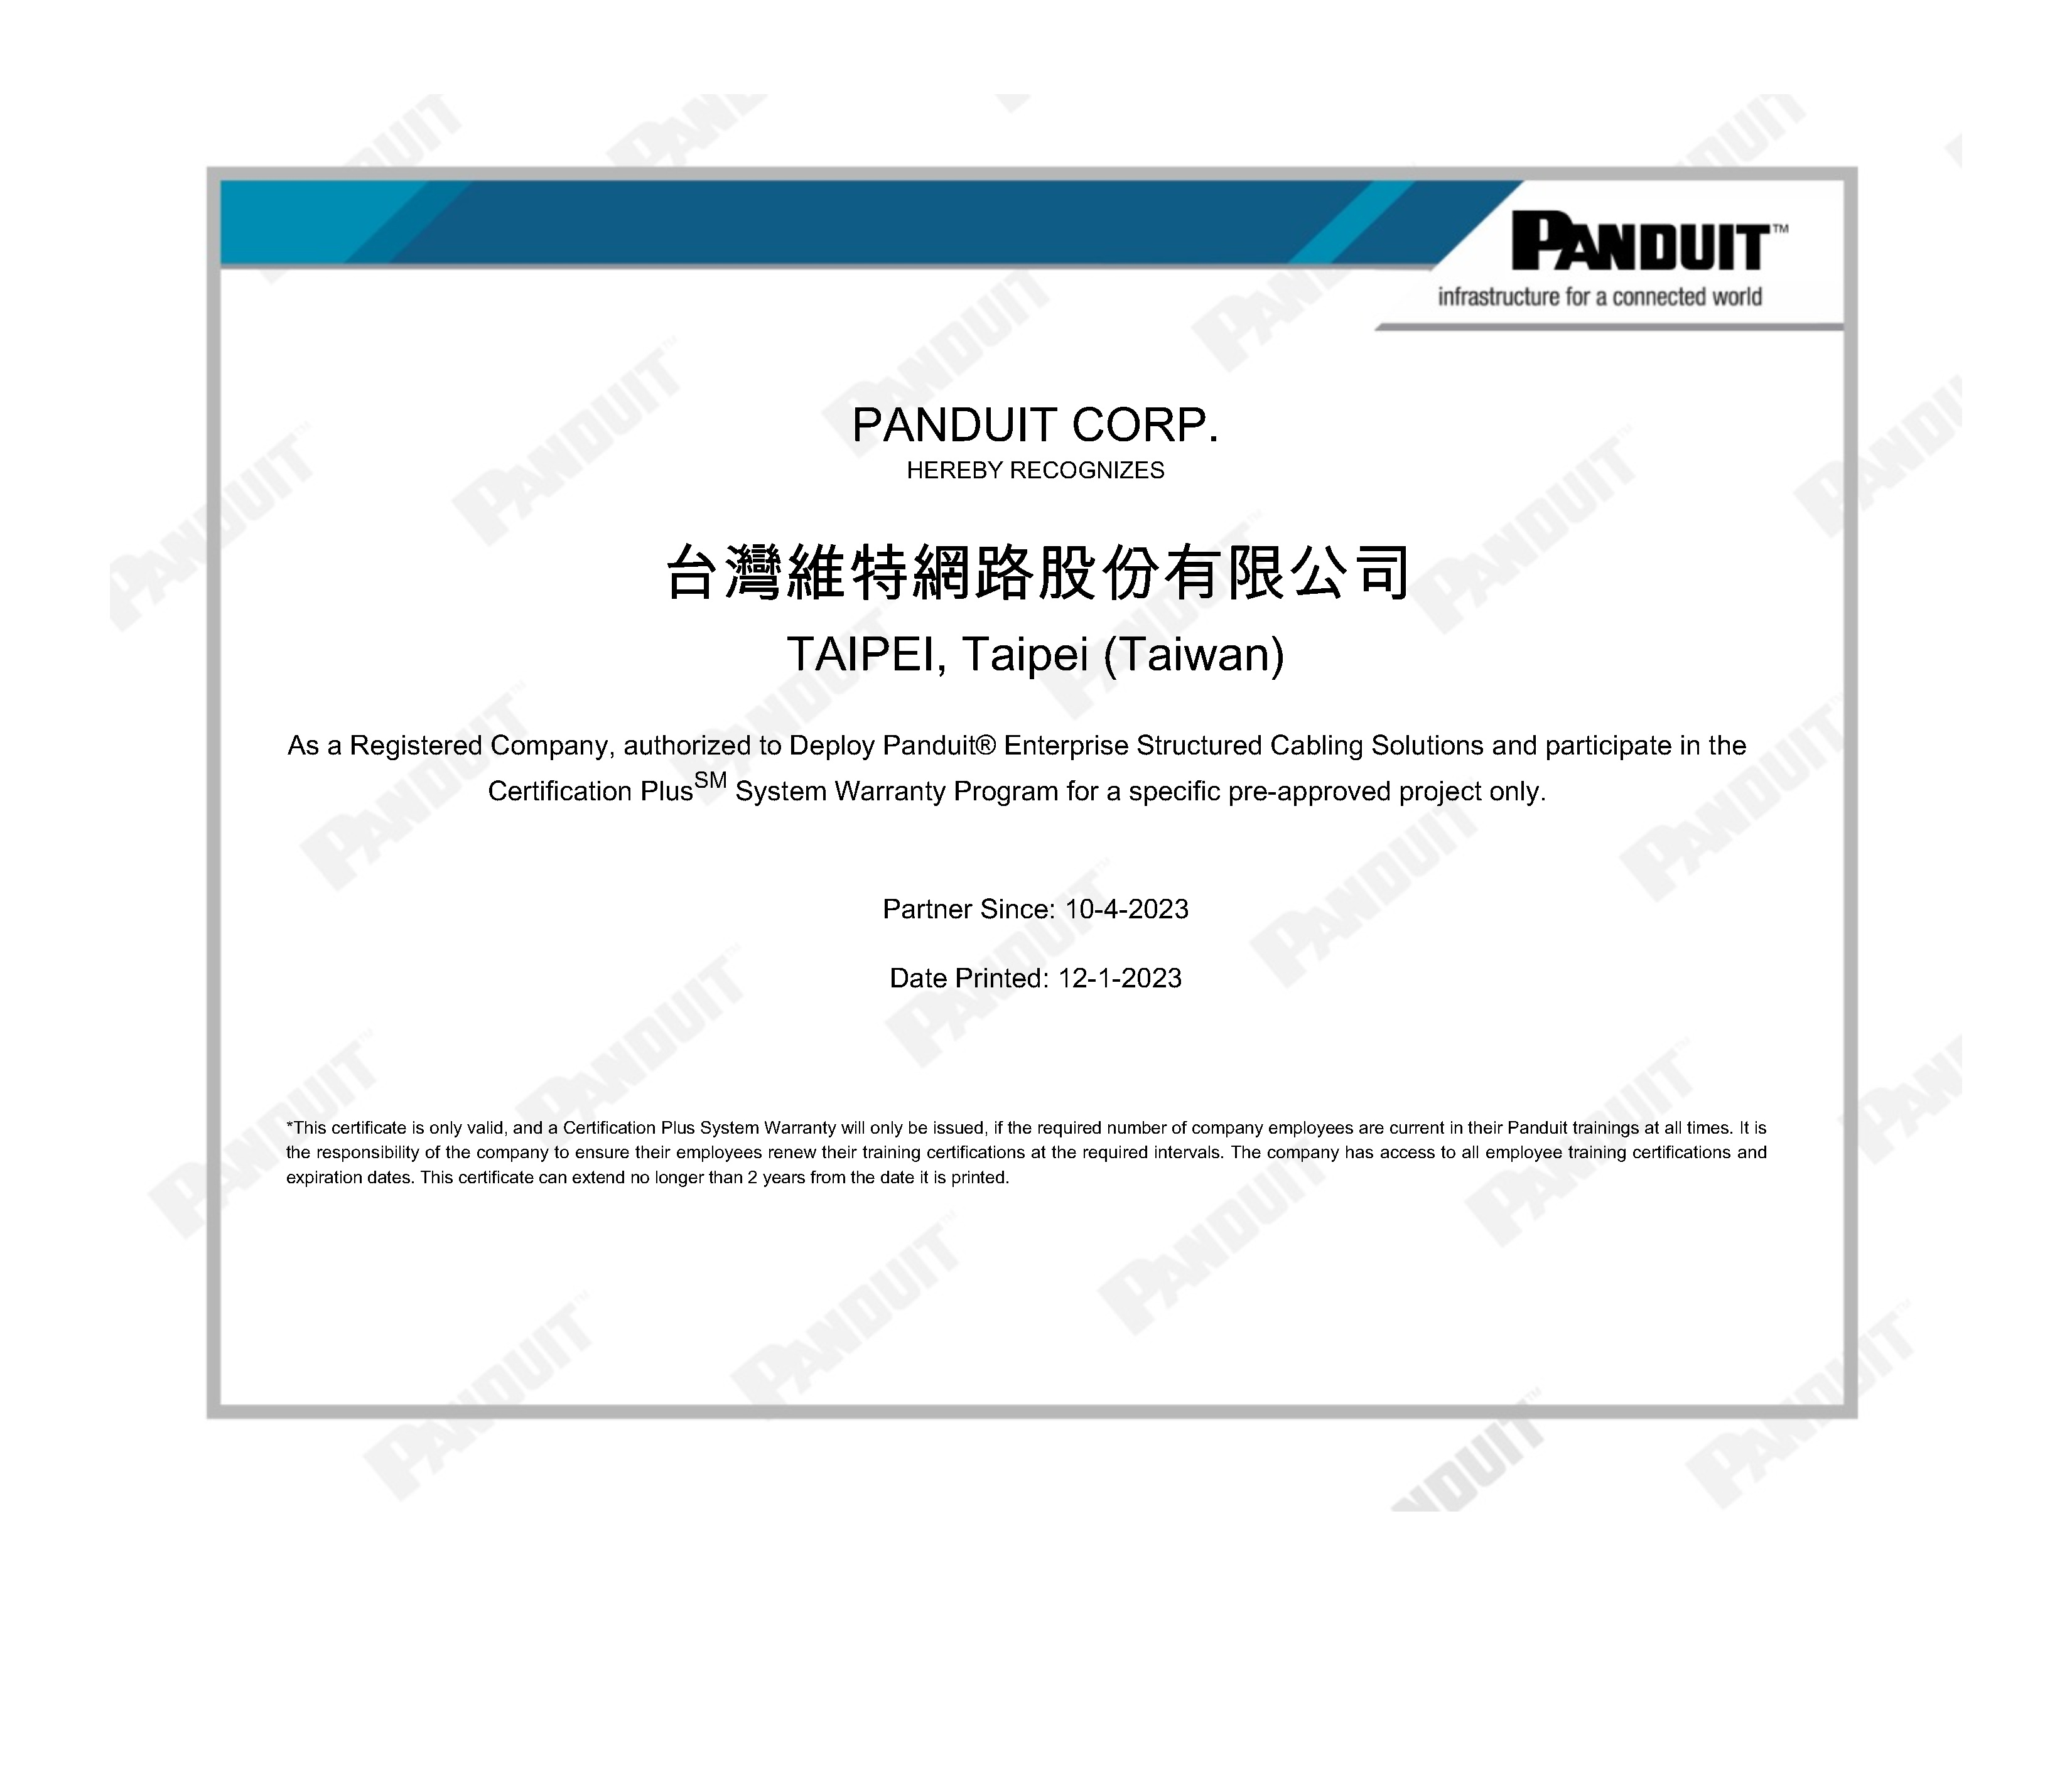 PANDUIT™
infrastructure for a connected world
PANDUIT CORP.
HEREBY RECOGNIZES
台灣維特網路股份有限公司
TAIPEI, Taipei (Taiwan)
As a Registered Company, authorized to Deploy Panduit® Enterprise Structured Cabling Solutions and participate in the
Certification Plus SM System Warranty Program for a specific pre-approved project only.
Partner Since: 10-4-2023
Date Printed: 12-1-2023
*This certificate is only valid, and a Certification Plus System Warranty will only be issued, if the required number of company employees are current in their Panduit trainings at all times. It is
the responsibility of the company to ensure their employees renew their training certifications at the required intervals. The company has access to all employee training certifications and
expiration dates. This certificate can extend no longer than 2 years from the date it is printed.